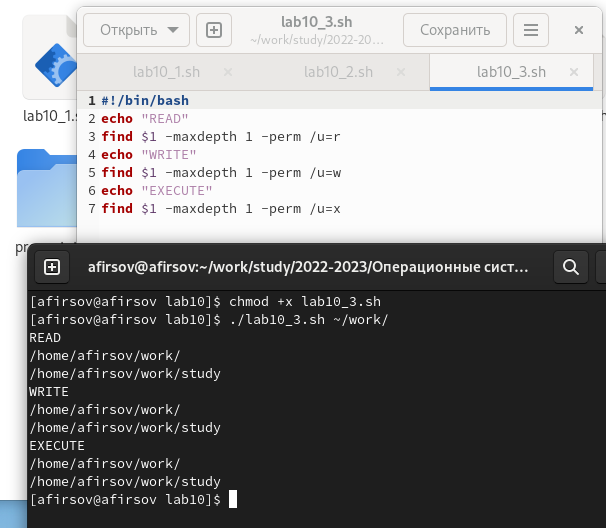 lab10_1.s
Открыть
lab10_3.sh
~/work/study/2022-20…
Сохранить
lab10_1.sh
lab10_2.sh
lab10_3.sh
1 #!/bin/bash
2 echo "READ"
3 find $1 -maxdepth 1 -perm /u=r
4 echo "WRITE"
5 find $1 -maxdepth 1 -perm /u=w
6 echo "EXECUTE"
7 find $1 -maxdepth 1 -perm /u=x
afirsov@afirsov:~/work/study/2022-2023/Операционные сист…
[afirsov@afirsov lab10]$ chmod +x lab10_3.sh
[afirsov@afirsov lab10]$ ./lab10_3.sh ~/work/
READ
/home/afirsov/work/
/home/afirsov/work/study
WRITE
/home/afirsov/work/
/home/afirsov/work/study
EXECUTE
/home/afirsov/work/
/home/afirsov/work/study
[afirsov@afirsov lab10]$